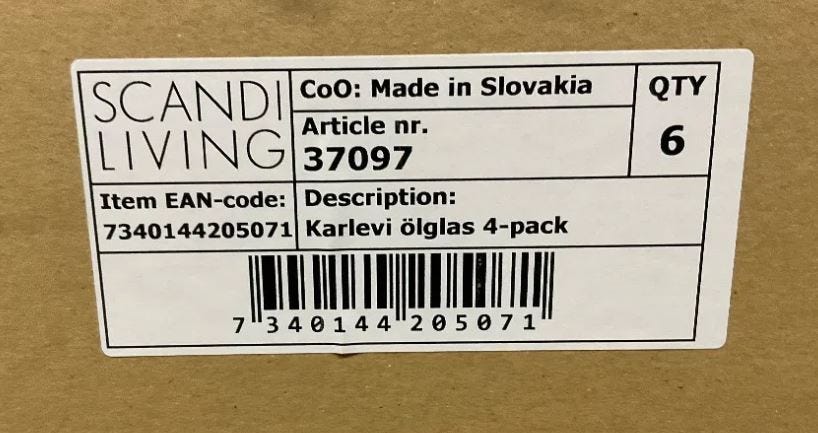 SCANDI
LIVING
CoO: Made in Slovakia
QTY
6
Article nr.
37097
Item EAN-code:
7340144205071
Description:
Karlevi ölglas 4-pack
7 340144 205071